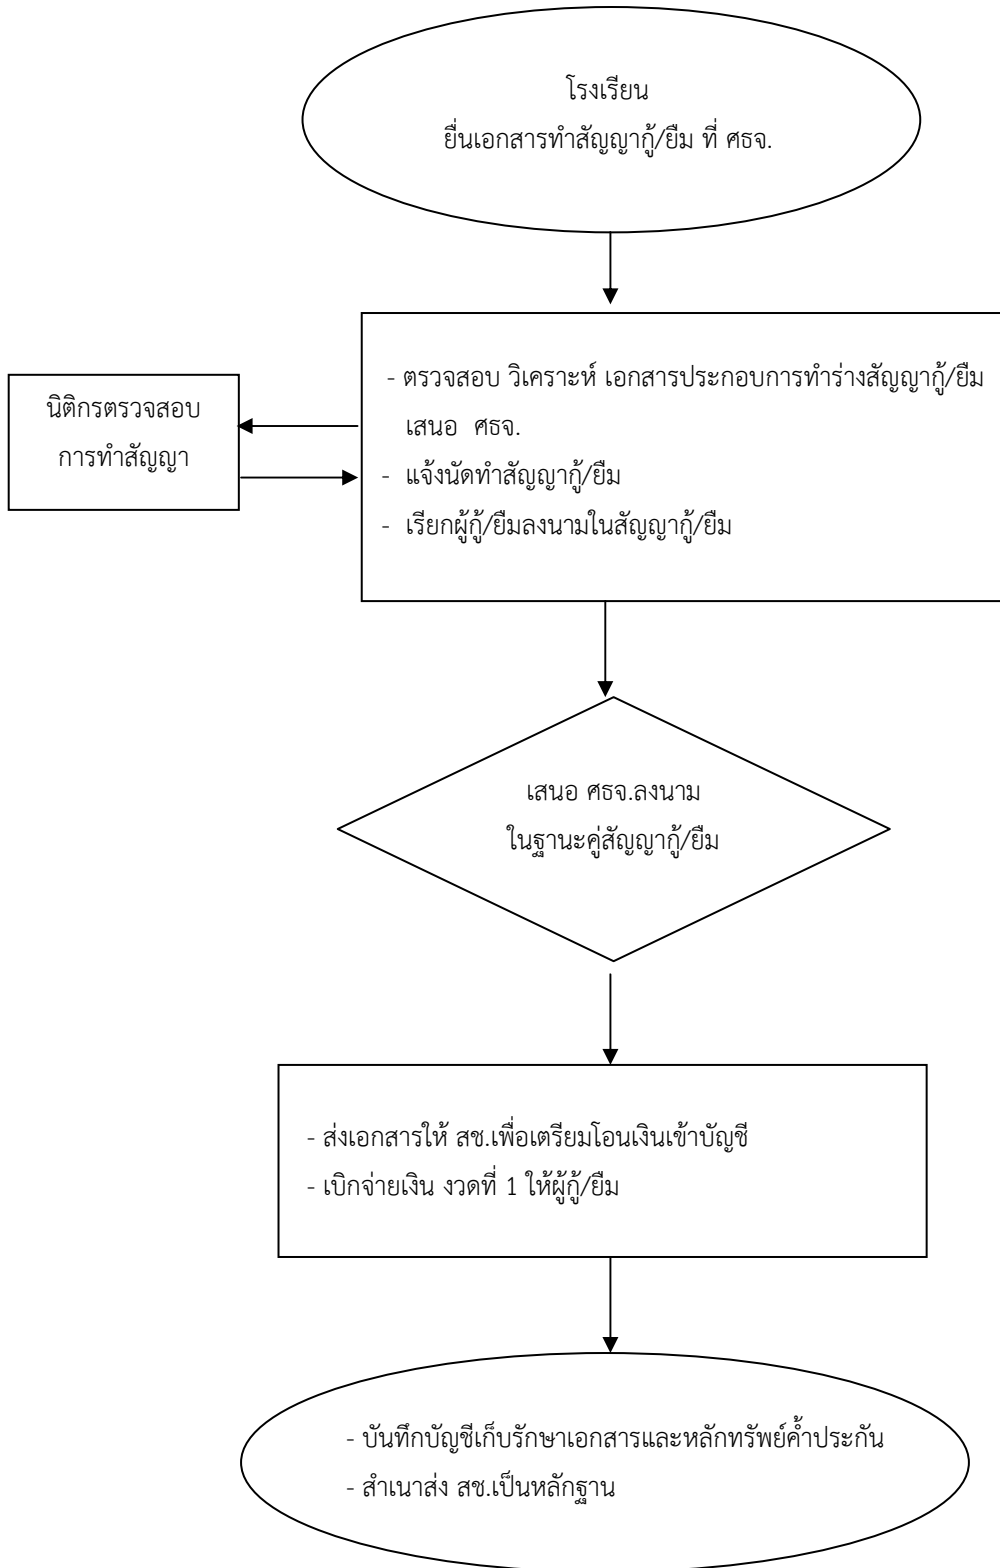 โรงเรียน
ยื่นเอกสารทำสัญญากู้/ยืม ที่ ศธจ.
- ตรวจสอบ วิเคราะห์ เอกสารประกอบการทำร่างสัญญากู้/ยืม
เสนอ ศธจ.
- แจ้งนัดทำสัญญากู้/ยืม
- เรียกผู้กู้/ยืมลงนามในสัญญากู้/ยืม
นิติกรตรวจสอบ
การทำสัญญา
เสนอ ศธจ.ลงนาม
ในฐานะคู่สัญญากู้/ยืม
- ส่งเอกสารให้ สช.เพื่อเตรียมโอนเงินเข้าบัญชี
- เบิกจ่ายเงิน งวดที่ 1 ให้ผู้กู้/ยืม
- บันทึกบัญชีเก็บรักษาเอกสารและหลักทรัพย์ค้ำประกัน
- สำเนาส่ง สช.เป็นหลักฐาน